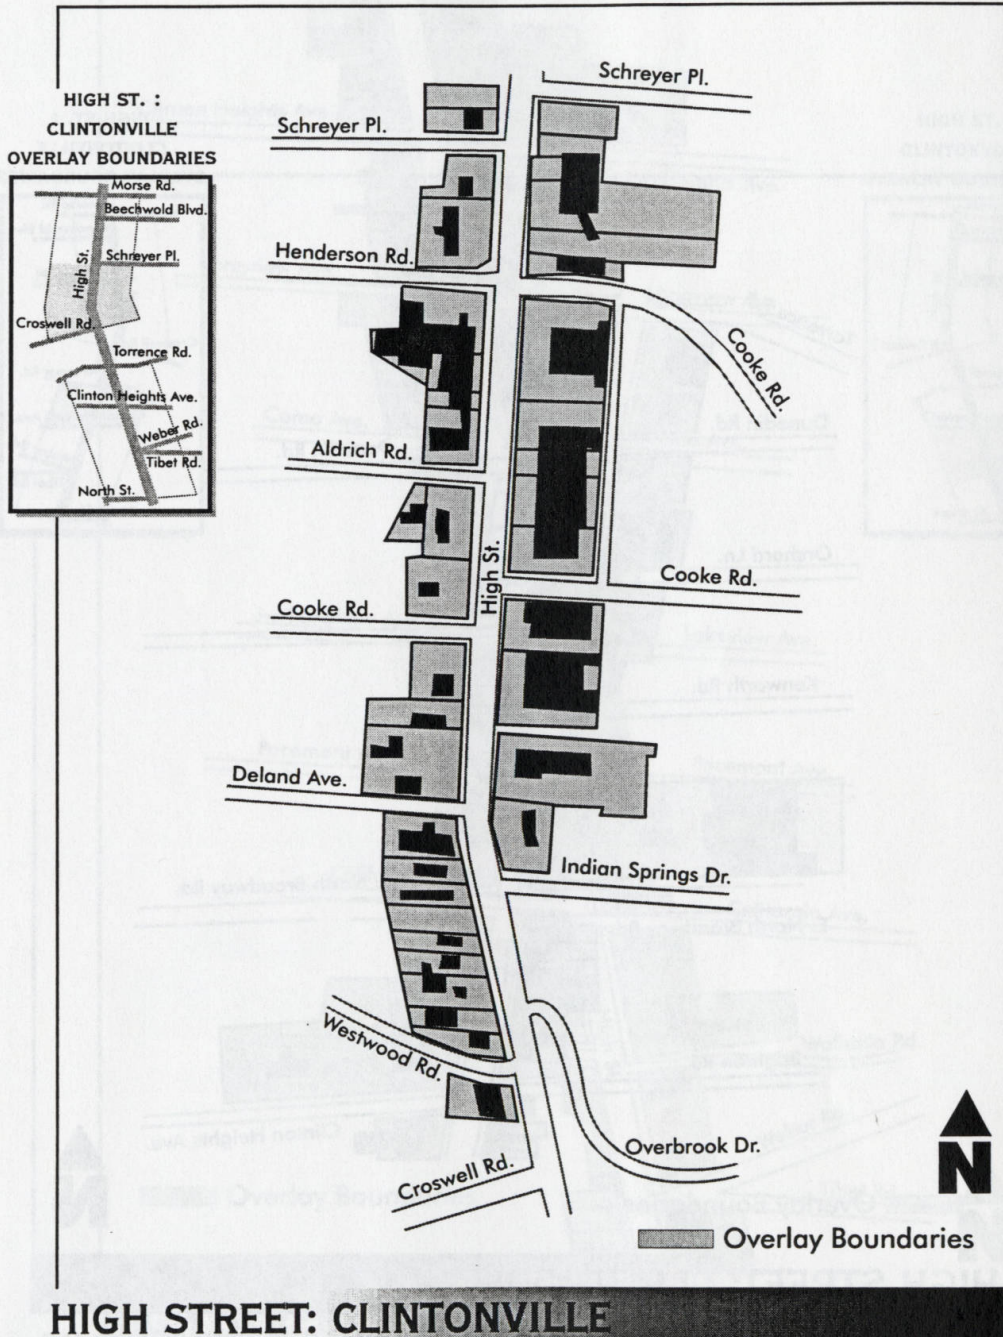 HIGH ST. :
CLINTONVILLE
OVERLAY BOUNDARIES
Morse Rd.
Beechwold Blvd.
Schreyer Pl.
High St.
Croswell Rd.
Torrence Rd.
Clinton Heights Ave.
Weber Rd.
Tibet Rd.
North St.
Schreyer Pl.
Schreyer Pl.
Henderson Rd.
Cooke Rd.
Aldrich Rd.
High St.
Cooke Rd.
Cooke Rd.
Deland Ave.
Indian Springs Dr.
Westwood Rd.
Overbrook Dr.
Croswell Rd.
N
Overlay Boundaries
HIGH STREET: CLINTONVILLE